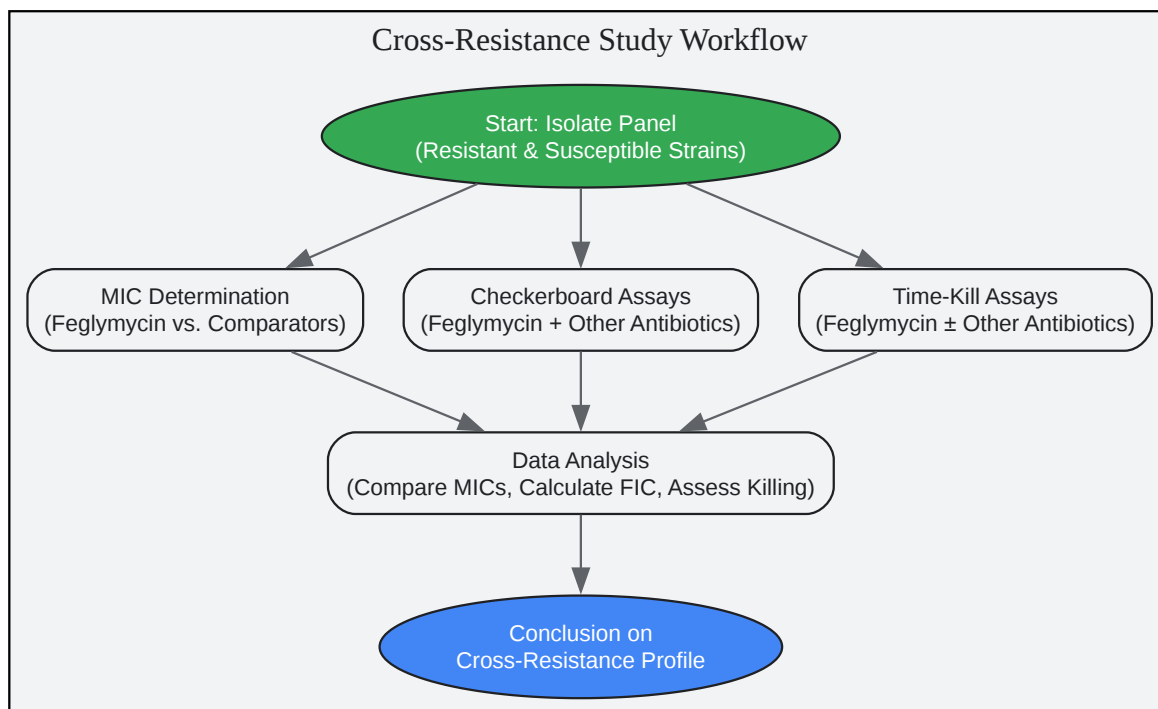 Cross-Resistance Study Workflow
Start: Isolate Panel
(Resistant & Susceptible Strains)
MIC Determination
(Feglymycin vs. Comparators)
Checkerboard Assays
(Feglymycin + Other Antibiotics)
Time-Kill Assays
(Feglymycin ± Other Antibiotics)
Data Analysis
(Compare MICs, Calculate FIC, Assess Killing)
Conclusion on
Cross-Resistance Profile